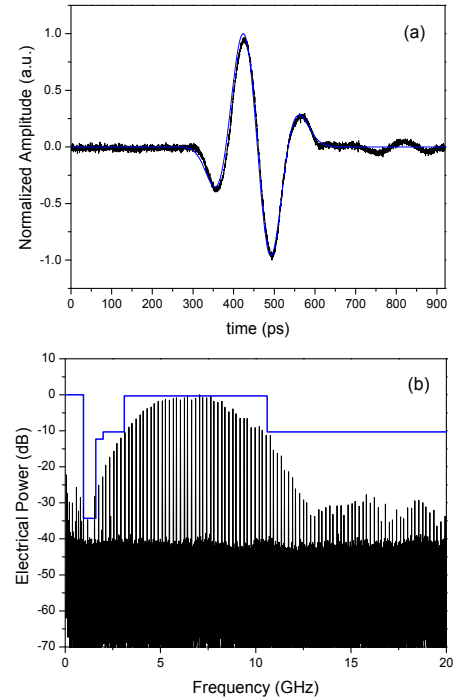 (a)
Normalized Amplitude (a.u.)
1.0
0.5
0.0
-0.5
-1.0
0 100 200 300 400 500 600 700 800 900
time (ps)
(b)
Electrical Power (dB)
10
0
-10
-20
-30
-40
-50
-60
-70
0 5 10 15 20
Frequency (GHz)